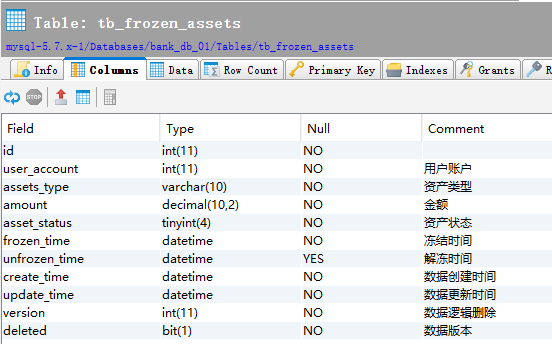 Table: tb_frozen_assets
mysql-5.7.x-1/Databases/bank_db_01/Tables/tb_frozen_assets
Info Columns Data Row Count Primary Key Indexes Grants R
STOP
Field Type Null Comment
id int(11) NO
user_account int(11) NO 用户账户
assets_type varchar(10) NO 资产类型
amount decimal(10,2) NO 金额
asset_status tinyint(4) NO 资产状态
frozen_time datetime NO 冻结时间
unfrozen_time datetime YES 解冻时间
create_time datetime NO 数据创建时间
update_time datetime NO 数据更新时间
version int(11) NO 数据逻辑删除
deleted bit(1) NO 数据版本